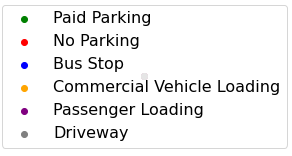 Paid Parking
No Parking
Bus Stop
Commercial Vehicle Loading
Passenger Loading
Driveway